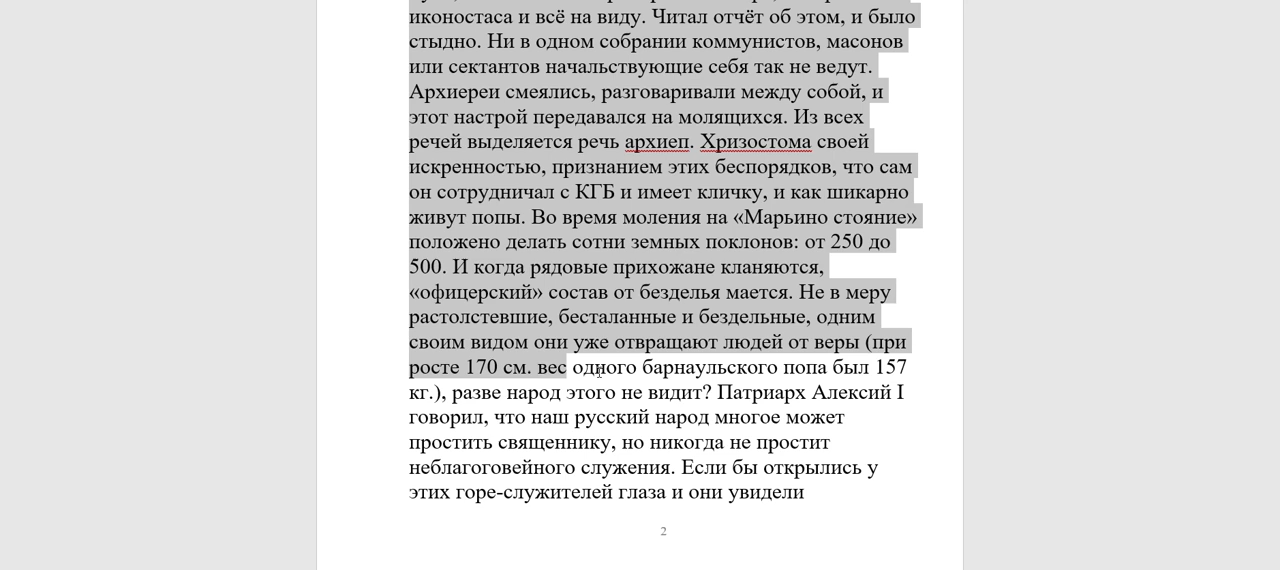 иконостаса и всё на виду. Читал отчёт об этом, и было
стыдно. Ни в одном собрании коммунистов, масонов
или сектантов начальствующие себя так не ведут.
Архиереи смеялись, разговаривали между собой, и
этот настрой передавался на молящихся. Из всех
речей выделяется речь архиеп. Хризостома своей
искренностью, признанием этих беспорядков, что сам
он сотрудничал с КГБ и имеет кличку, и как шикарно
живут попы. Во время моления на «Марьино стояние»
положено делать сотни земных поклонов: от 250 до
500. И когда рядовые прихожане кланяются,
«офицерский» состав от безделья мается. Не в меру
растолстевшие, бесталанные и бездельные, одним
своим видом они уже отвращают людей от веры (при
росте 170 см. вес одного барнаульского попа был 157
кг.), разве народ этого не видит? Патриарх Алексий I
говорил, что наш русский народ многое может
простить священнику, но никогда не простит
неблагоговейного служения. Если бы открылись у
этих горе-служителей глаза и они увидели
2